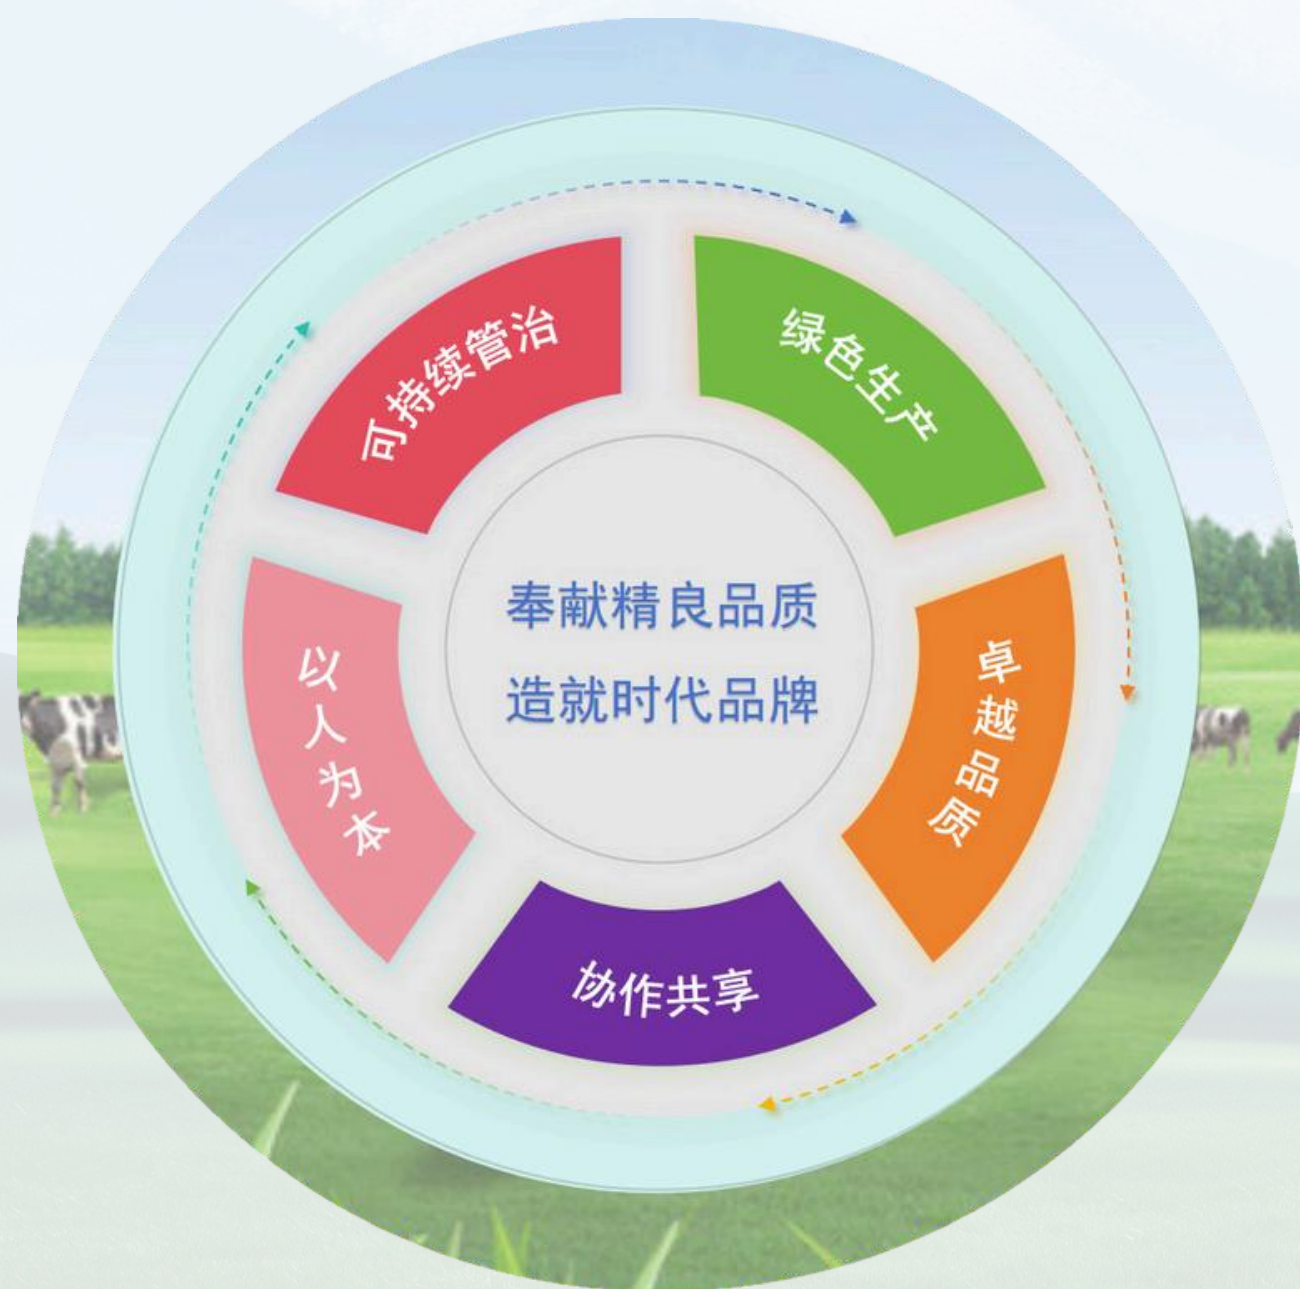 可持续管治
绿色生产
卓越品质
协作共享
以人为本
奉献精良品质
造就时代品牌